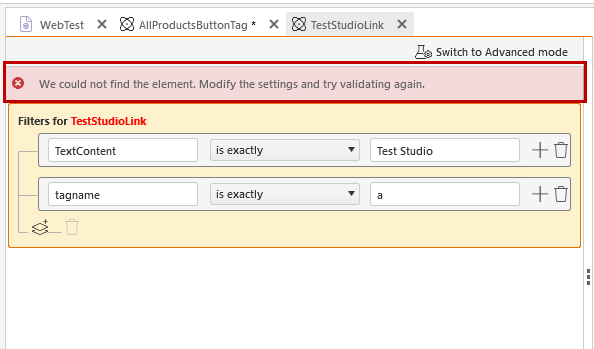 WebTest AllProductsButtonTag * TestStudioLink
Switch to Advanced mode
We could not find the element. Modify the settings and try validating again.
Filters for TestStudioLink
TextContent is exactly Test Studio
tagname is exactly a